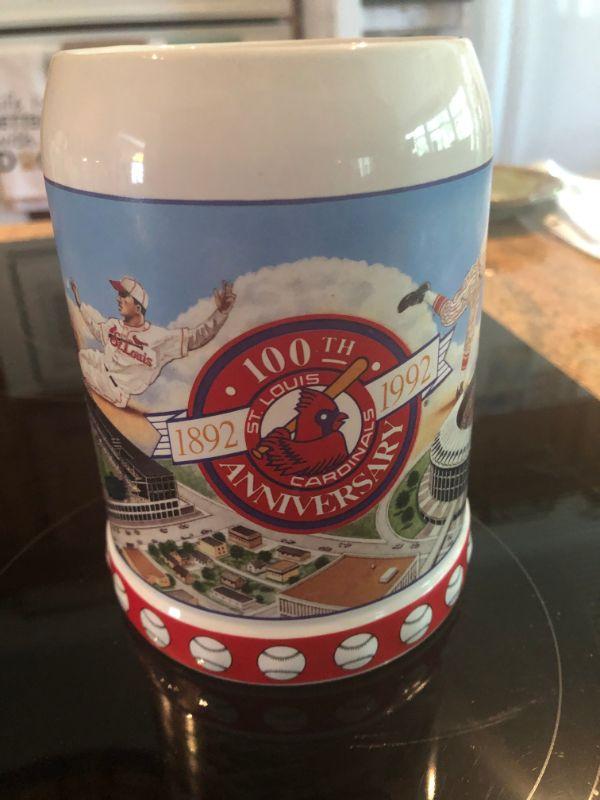 100TH
ST. LOUIS
1892
1992
CARDINALS
ANNIVERSARY
St. Louis